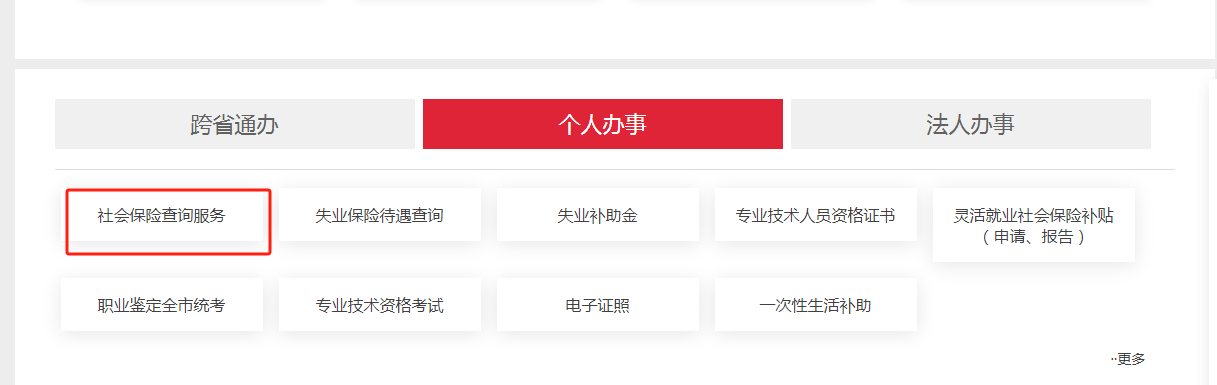 跨省通办
个人办事
法人办事
社会保险查询服务
失业保险待遇查询
失业补助金
专业技术人员资格证书
灵活就业社会保险补贴
（申请、报告）
职业鉴定全市统考
专业技术资格考试
电子证照
一次性生活补助
··更多